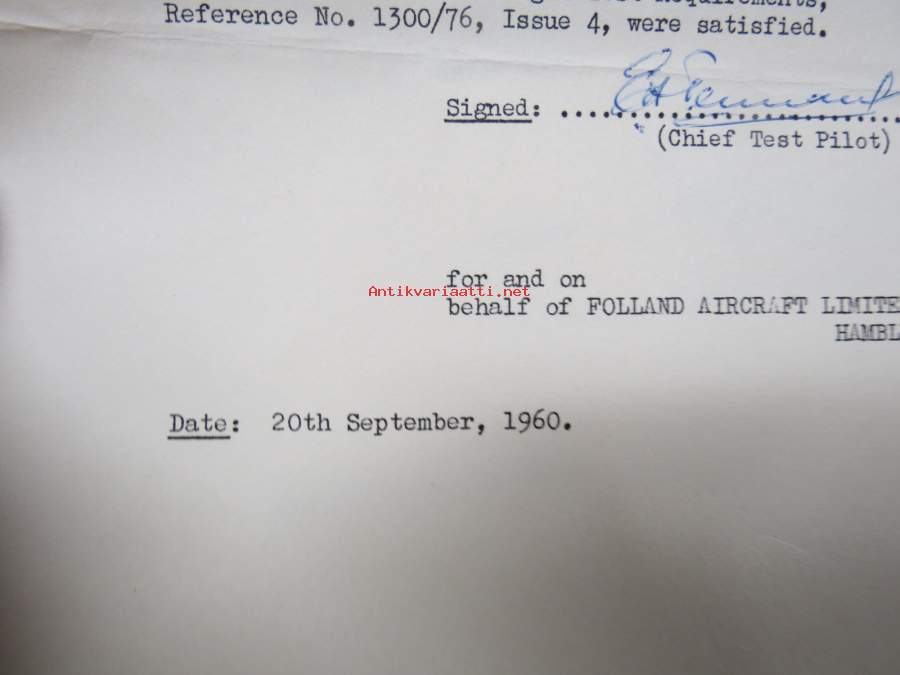 Requirements,
Reference No. 1300/76, Issue 4, were satisfied.
Signed: ....................
(Chief Test Pilot)
for and on
Antikvariaatti.net
behalf of FOLLAND AIRCRAFT LIMITE
HAMBL
Date: 20th September, 1960.